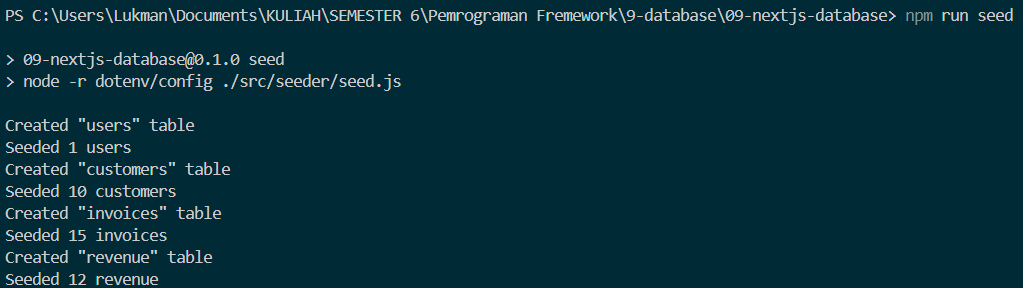 PS C:\Users\Lukman\Documents\KULIAH\SEMESTER 6\Pemrograman Fremework\9-database\09-nextjs-database> npm run seed
> 09-nextjs-database@0.1.0 seed
> node -r dotenv/config ./src/seeder/seed.js
Created "users" table
Seeded 1 users
Created "customers" table
Seeded 10 customers
Created "invoices" table
Seeded 15 invoices
Created "revenue" table
Seeded 12 revenue